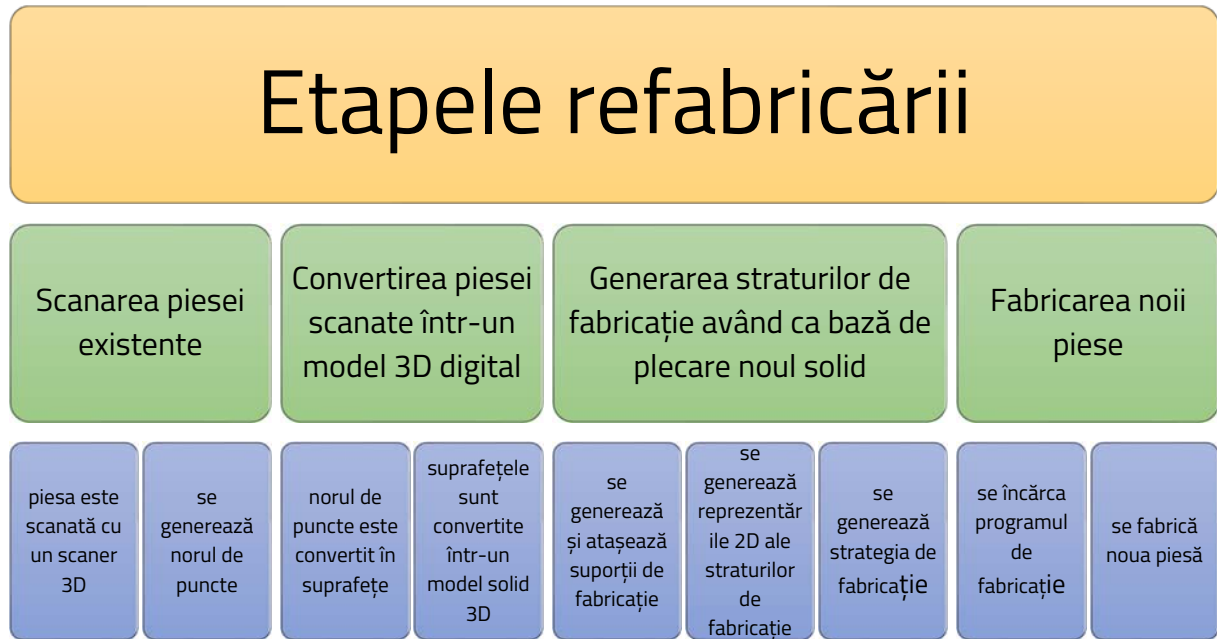 Etapele refabricării
Scanarea piesei
existente
Convertirea piesei
scanate într-un
model 3D digital
Generarea straturilor de
fabricație având ca bază de
plecare noul solid
Fabricarea noii
piese
piesa este
scanată cu
un scaner
3D
se
generează
norul de
puncte
norul de
puncte este
convertit în
suprafețe
suprafețele
sunt
convertite
într-un
model solid
3D
se
generează
și atașează
suporții de
fabricație
se
generează
reprezentăr
ile 2D ale
straturilor
de
fabricație
se
generează
strategia de
fabricație
se încărca
programul
de
fabricație
se fabrică
noua piesă